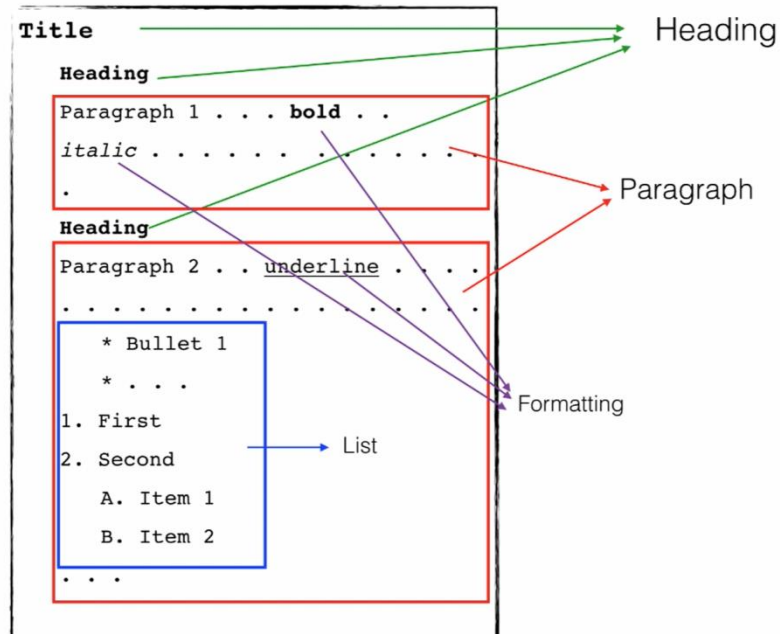 Title
Heading
Heading
Paragraph 1 . . . bold . .
italic . . . . . . . . . . . . . .
.
Paragraph
Heading
Paragraph 2 . . underline . . . .
. . . . . . . . . . . . . . . . . .
* Bullet 1
* . . .
Formatting
1. First
List
2. Second
A. Item 1
B. Item 2
. . .